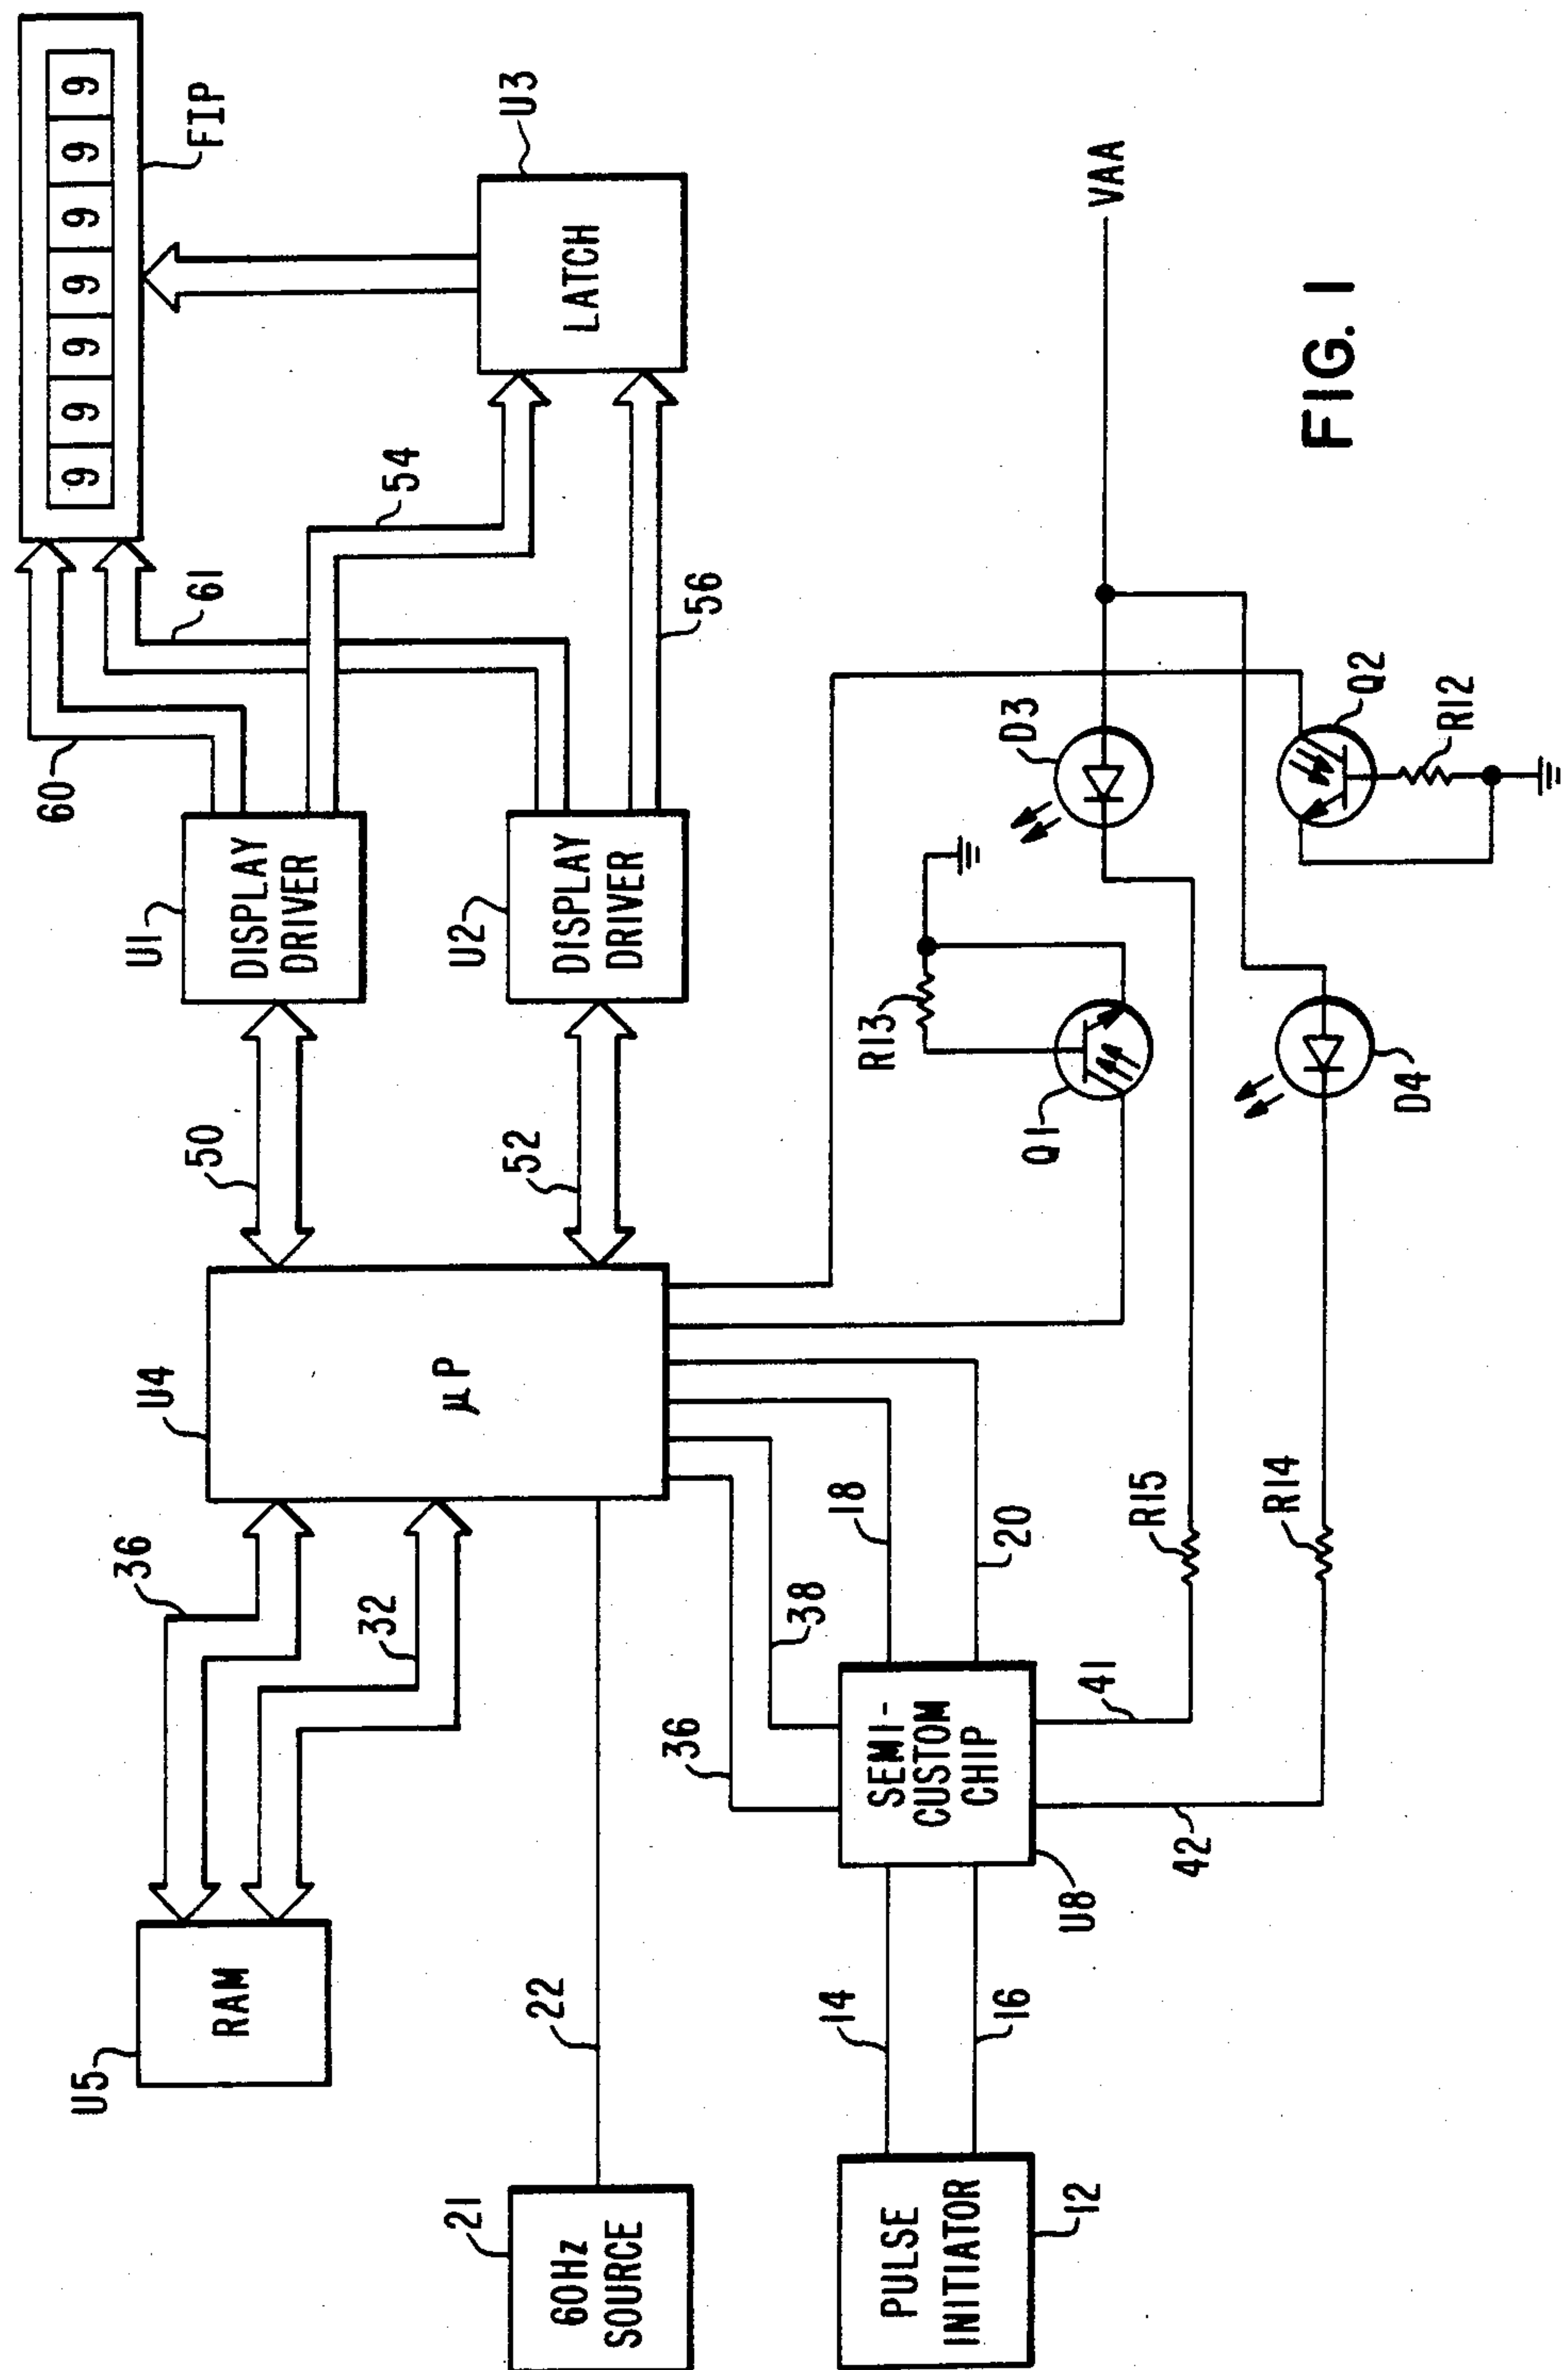 FIP
U3
LATCH
9 9 9 9 9 9 9
60
61
54
56
U1
DISPLAY
DRIVER
U2
DISPLAY
DRIVER
50
52
U4
μP
36
32
U5
RAM
21
60Hz
SOURCE
22
36
38
18
20
SEMI-
CUSTOM
CHIP
U8
14
16
PULSE
INITIATOR
12
41
42
R15
R14
R13
Q1
D3
D4
Q2
R12
VAA
FIG. 1